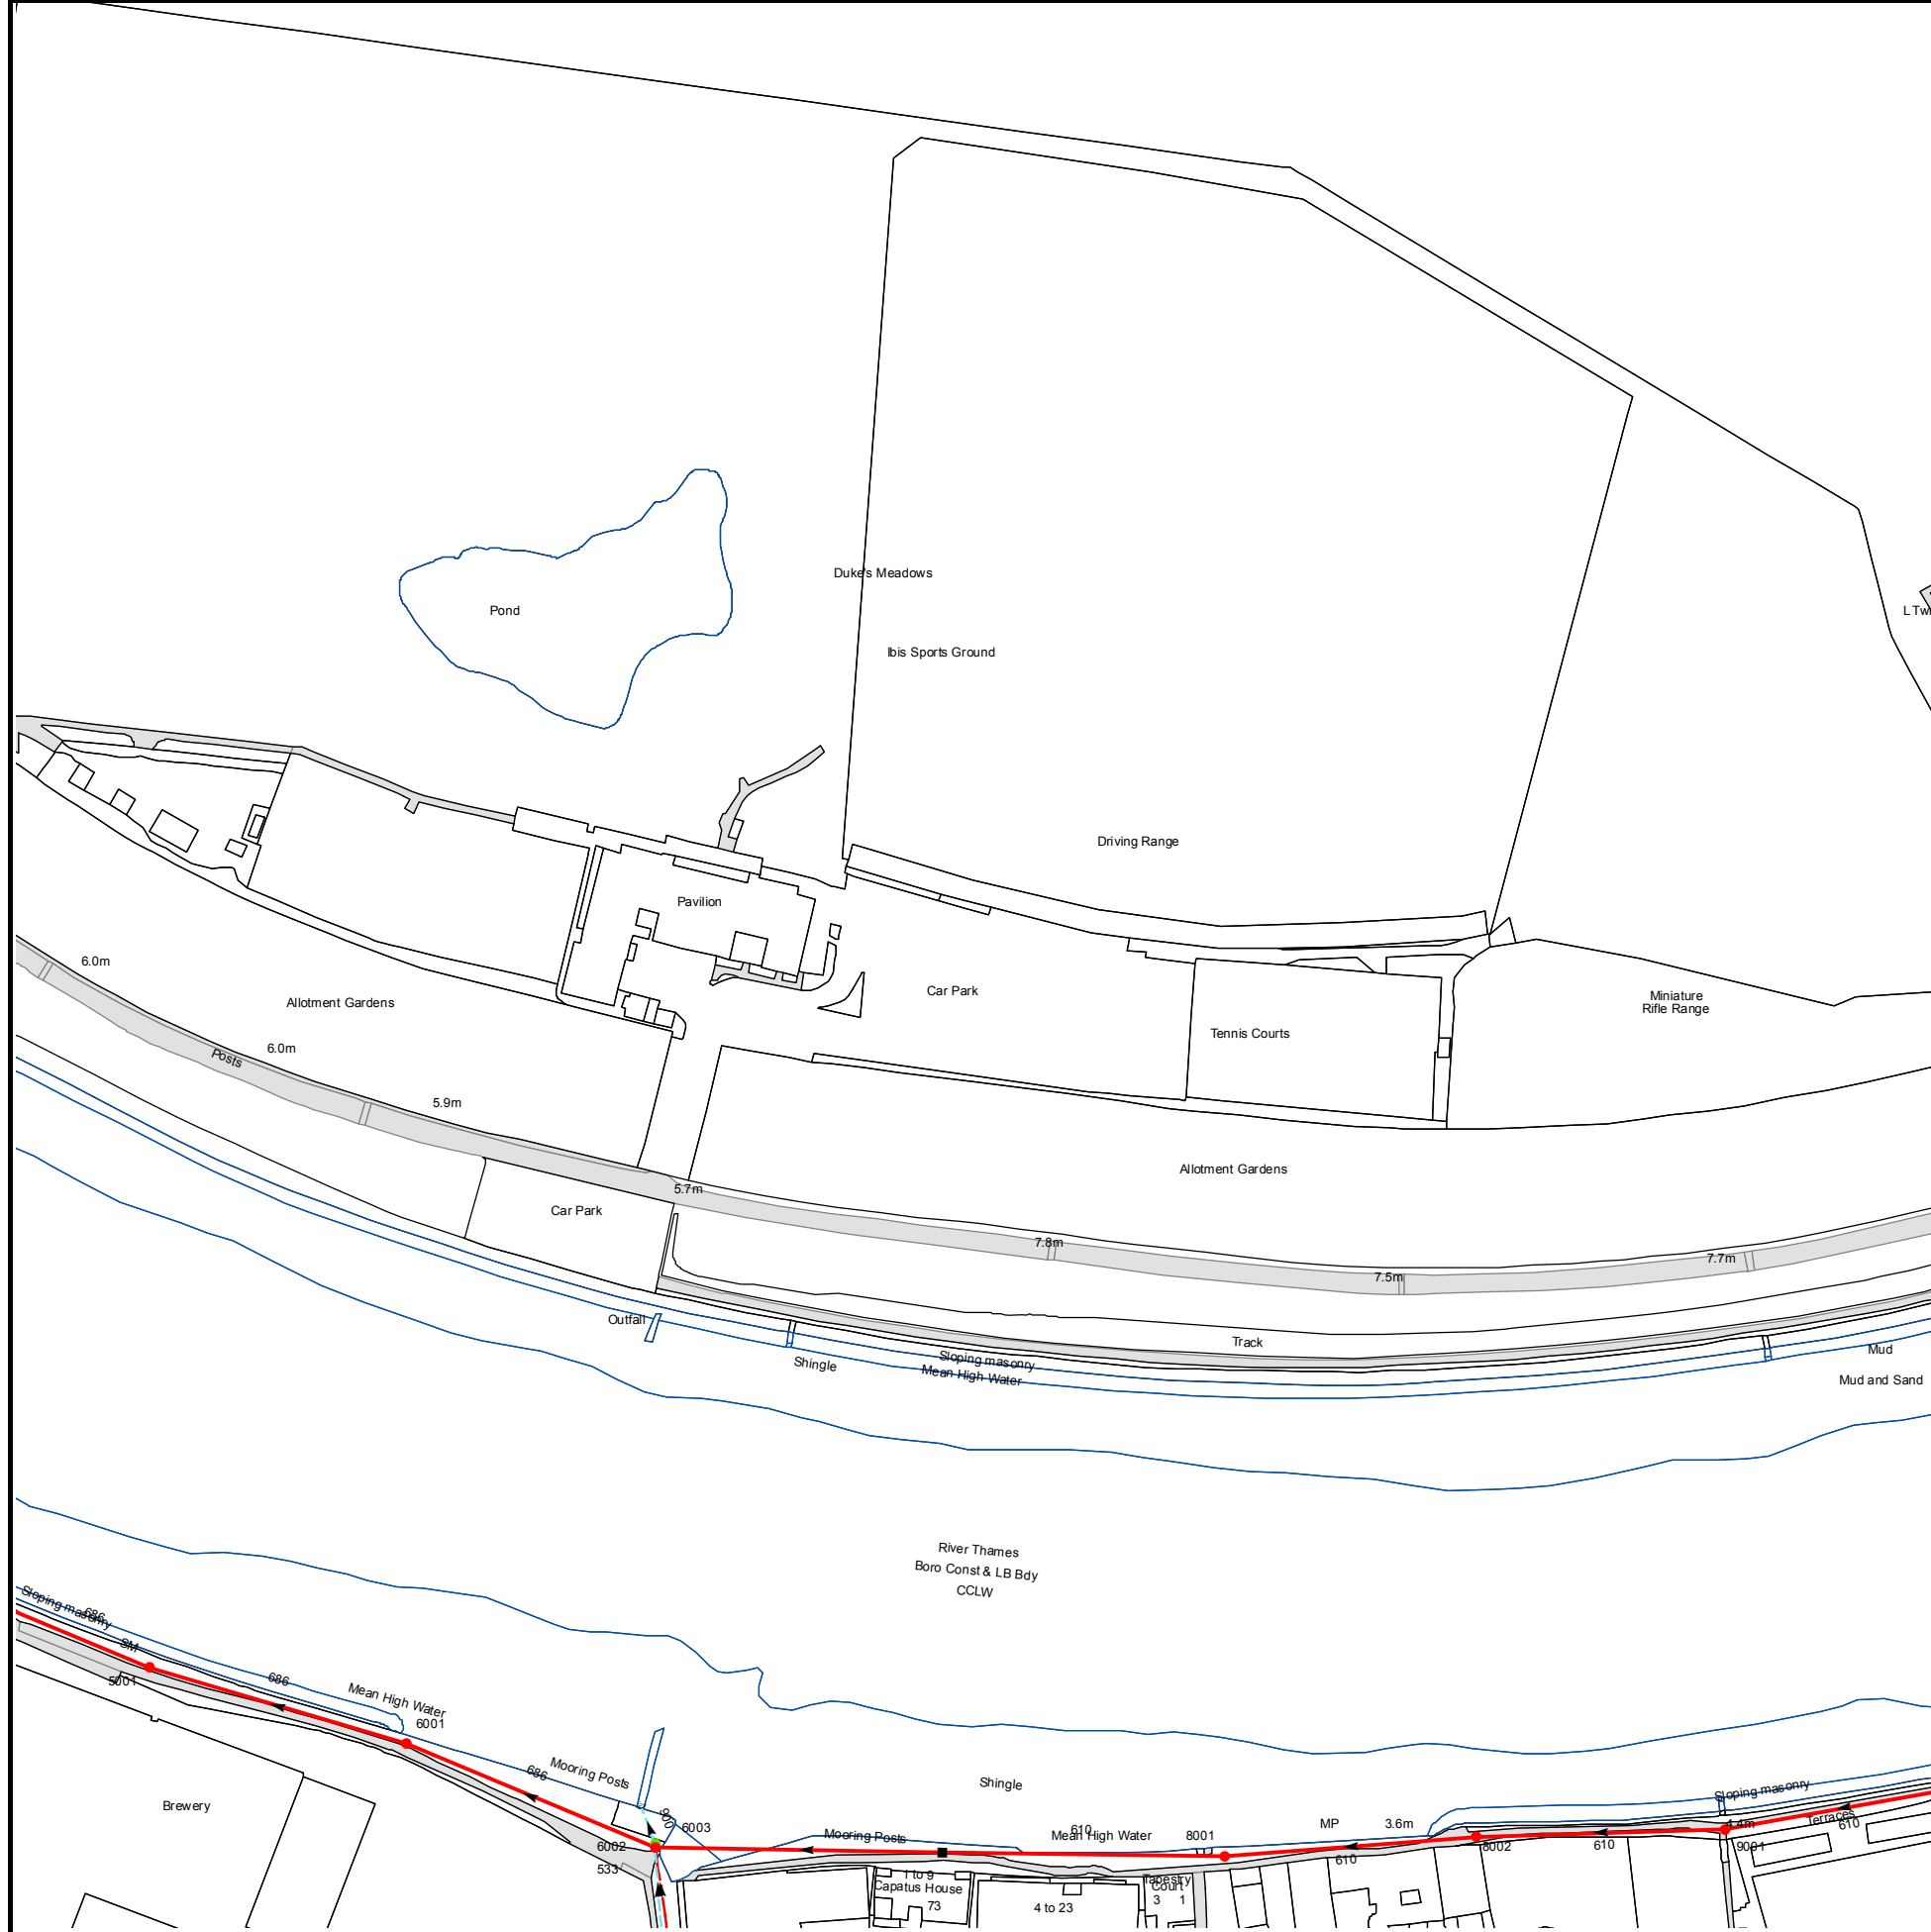 Duke's Meadows
Pond
Ibis Sports Ground
Driving Range
Pavilion
6.0m
Allotment Gardens
Car Park
Miniature
Rifle Range
Tennis Courts
6.0m
Posts
5.9m
Allotment Gardens
5.7m
Car Park
7.8m
7.7m
7.5m
Outfall
Track
Mud
Shingle
Sloping masonry
Mean High Water
Mud and Sand
River Thames
Boro Const & LB Bdy
CCLW
Sloping masonry
686
SM
5001
686
Mean High Water
6001
Mooring Posts
686
Shingle
Sloping masonry
Brewery
900
6003
6002
533
Mooring Posts
610
Mean High Water
8001
MP
3.6m
610
8002
610
4.4m
9001
Terraces
610
1 to 9
Capatus House
73
4 to 23
Tapestry
Court
3
1